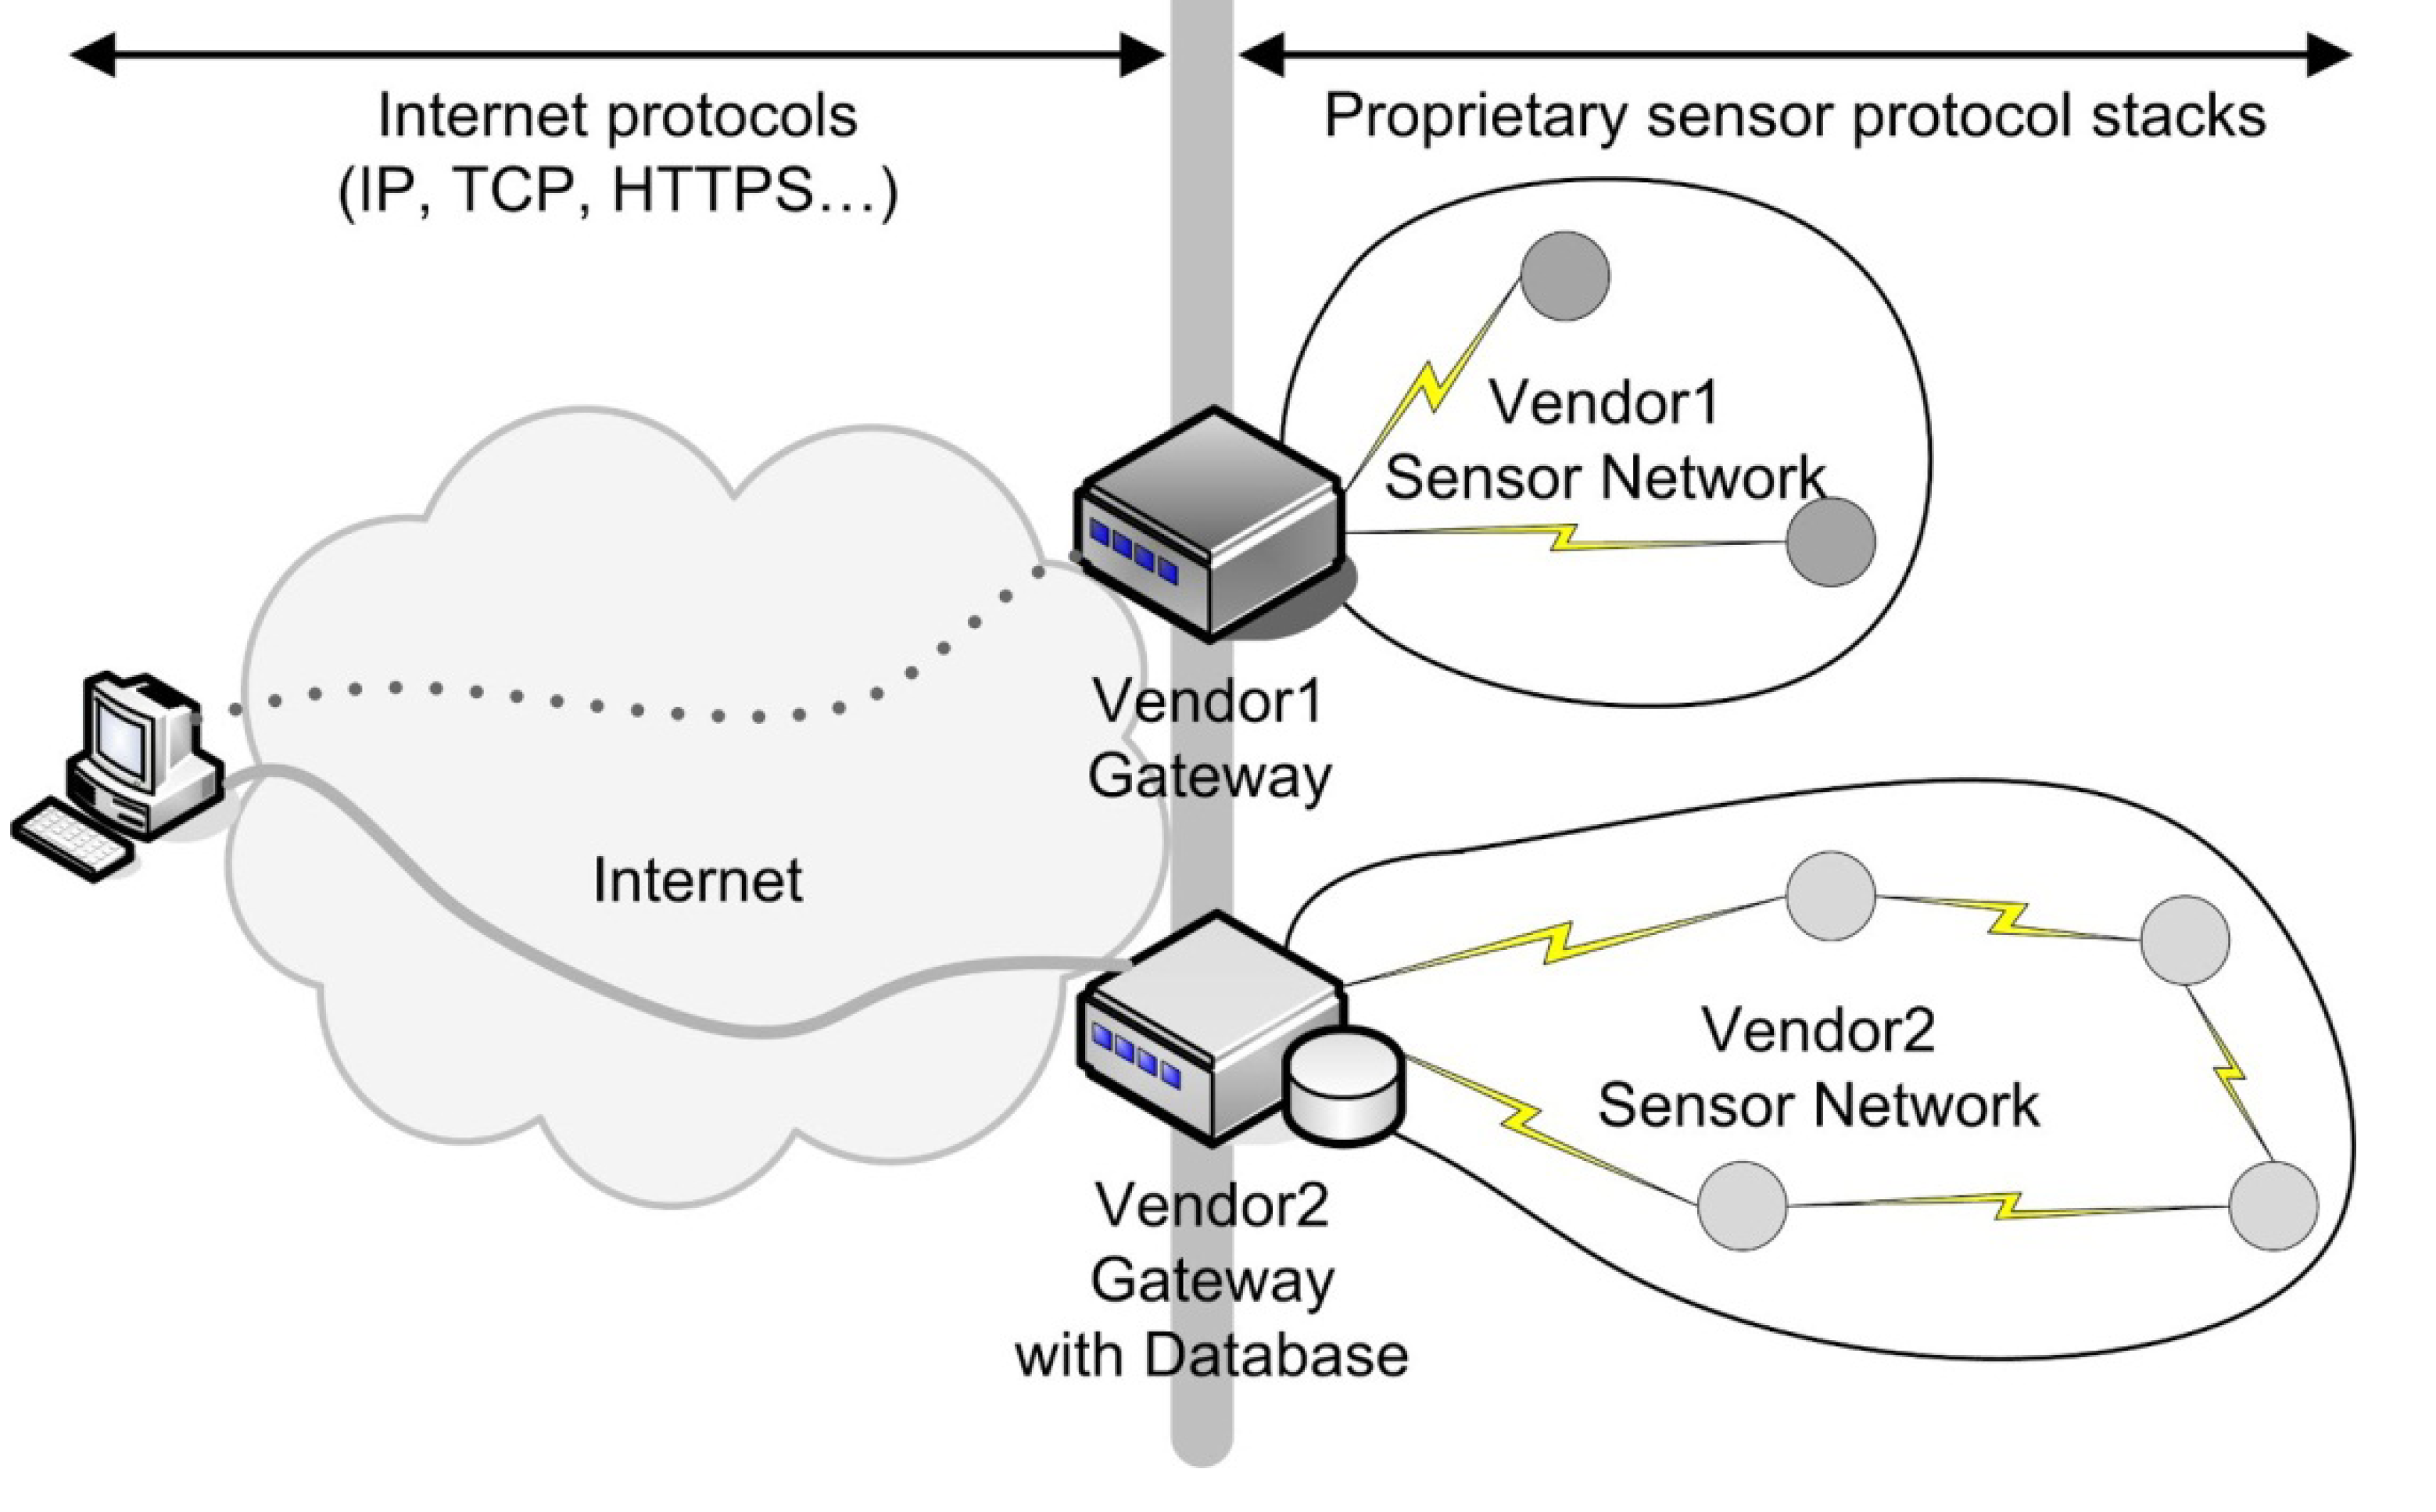 Internet protocols
(IP, TCP, HTTPS…)
Proprietary sensor protocol stacks
Vendor1
Sensor Network
Vendor1
Gateway
Internet
Vendor2
Sensor Network
Vendor2
Gateway
with Database